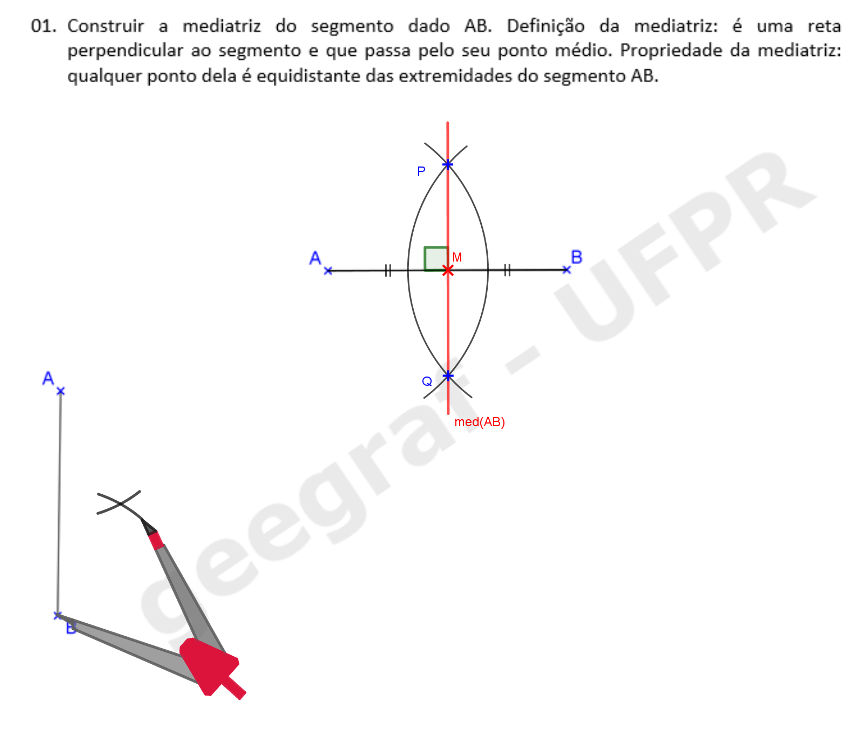 01. Construir a mediatriz do segmento dado AB. Definição da mediatriz: é uma reta
perpendicular ao segmento e que passa pelo seu ponto médio. Propriedade da mediatriz:
qualquer ponto dela é equidistante das extremidades do segmento AB.
P
A
M
B
Q
med(AB)
A
B
geegraf - UFPR